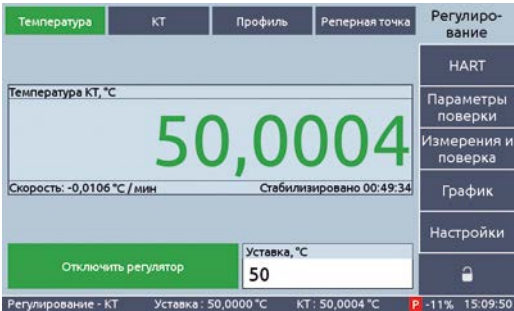 Температура
КТ
Профиль
Реперная точка
Регулиро-
вание
HART
Параметры
поверки
Измерения и
поверка
График
Настройки
Температура КТ, °C
50,0004
Скорость: -0,0106 °C / мин
Стабилизировано 00:49:34
Отключить регулятор
Уставка, °C
50
Регулирование - КТ
Уставка : 50,0000 °C
КТ : 50,0004 °C
P -11% 15:09:50